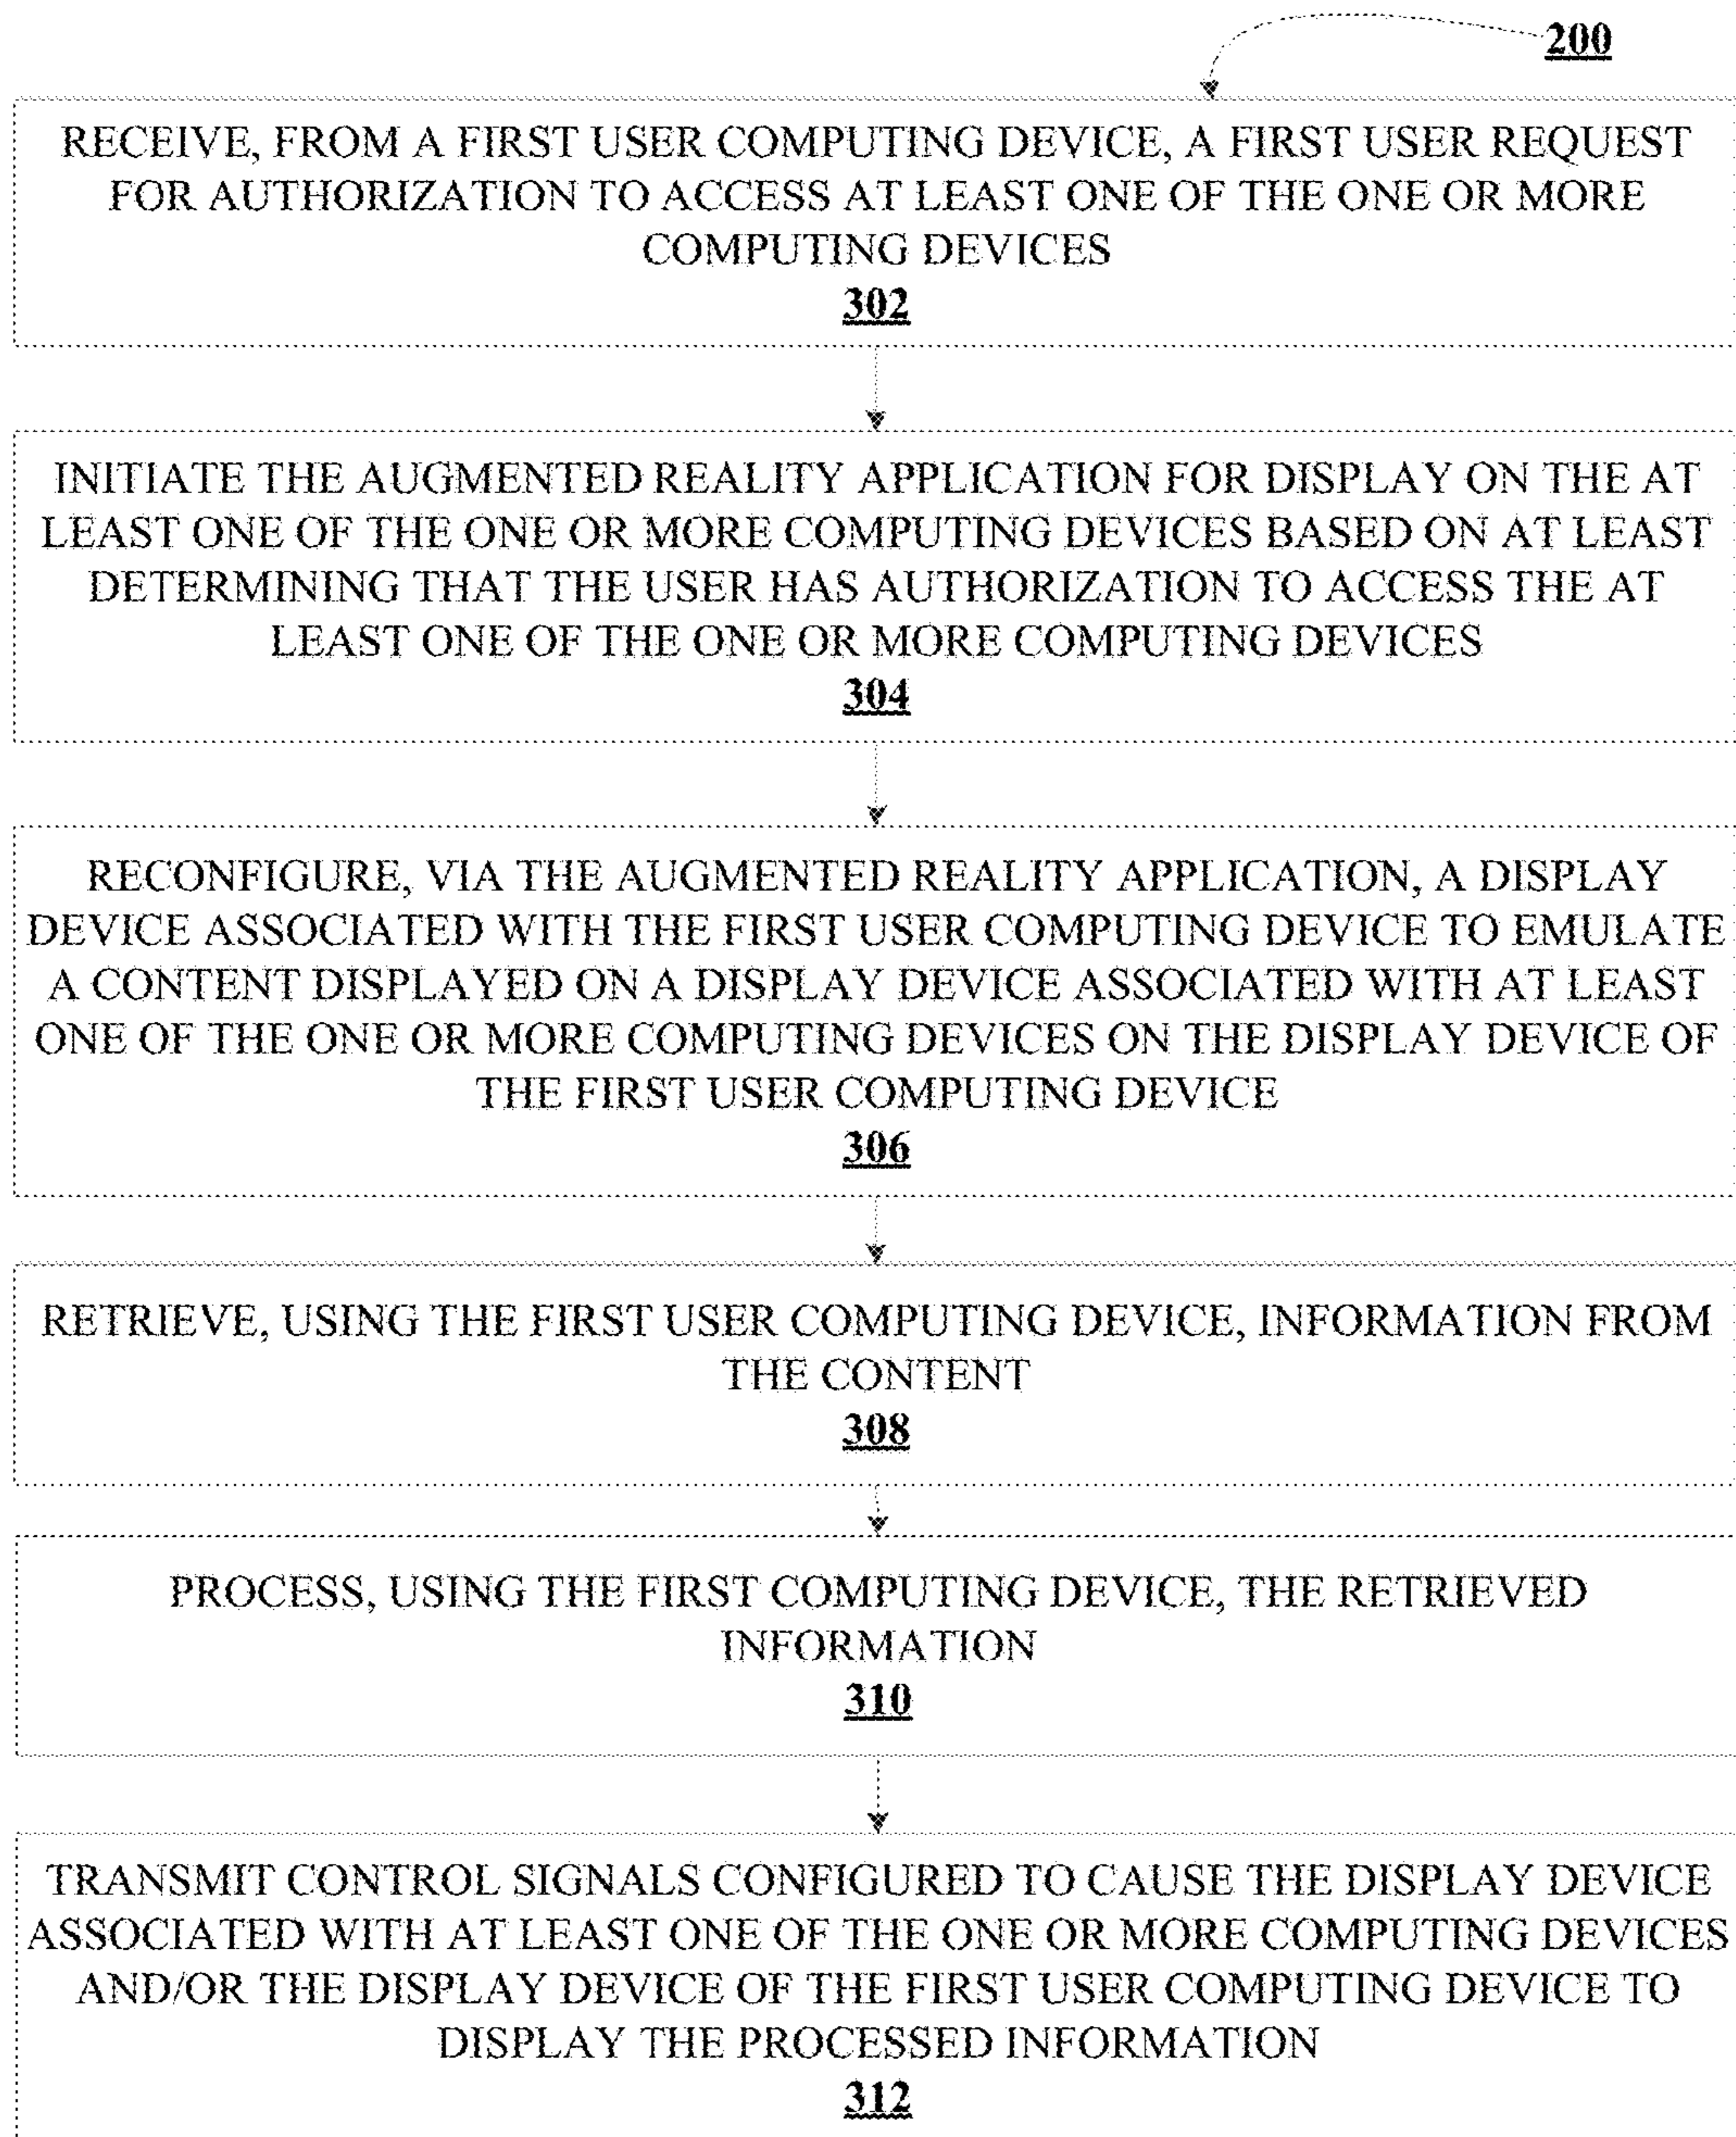 200
RECEIVE, FROM A FIRST USER COMPUTING DEVICE, A FIRST USER REQUEST
FOR AUTHORIZATION TO ACCESS AT LEAST ONE OF THE ONE OR MORE
COMPUTING DEVICES
302
INITIATE THE AUGMENTED REALITY APPLICATION FOR DISPLAY ON THE AT
LEAST ONE OF THE ONE OR MORE COMPUTING DEVICES BASED ON AT LEAST
DETERMINING THAT THE USER HAS AUTHORIZATION TO ACCESS THE AT
LEAST ONE OF THE ONE OR MORE COMPUTING DEVICES
304
RECONFIGURE, VIA THE AUGMENTED REALITY APPLICATION, A DISPLAY
DEVICE ASSOCIATED WITH THE FIRST USER COMPUTING DEVICE TO EMULATE
A CONTENT DISPLAYED ON A DISPLAY DEVICE ASSOCIATED WITH AT LEAST
ONE OF THE ONE OR MORE COMPUTING DEVICES ON THE DISPLAY DEVICE OF
THE FIRST USER COMPUTING DEVICE
306
RETRIEVE, USING THE FIRST USER COMPUTING DEVICE, INFORMATION FROM
THE CONTENT
308
PROCESS, USING THE FIRST COMPUTING DEVICE, THE RETRIEVED
INFORMATION
310
TRANSMIT CONTROL SIGNALS CONFIGURED TO CAUSE THE DISPLAY DEVICE
ASSOCIATED WITH AT LEAST ONE OF THE ONE OR MORE COMPUTING DEVICES
AND/OR THE DISPLAY DEVICE OF THE FIRST USER COMPUTING DEVICE TO
DISPLAY THE PROCESSED INFORMATION
312